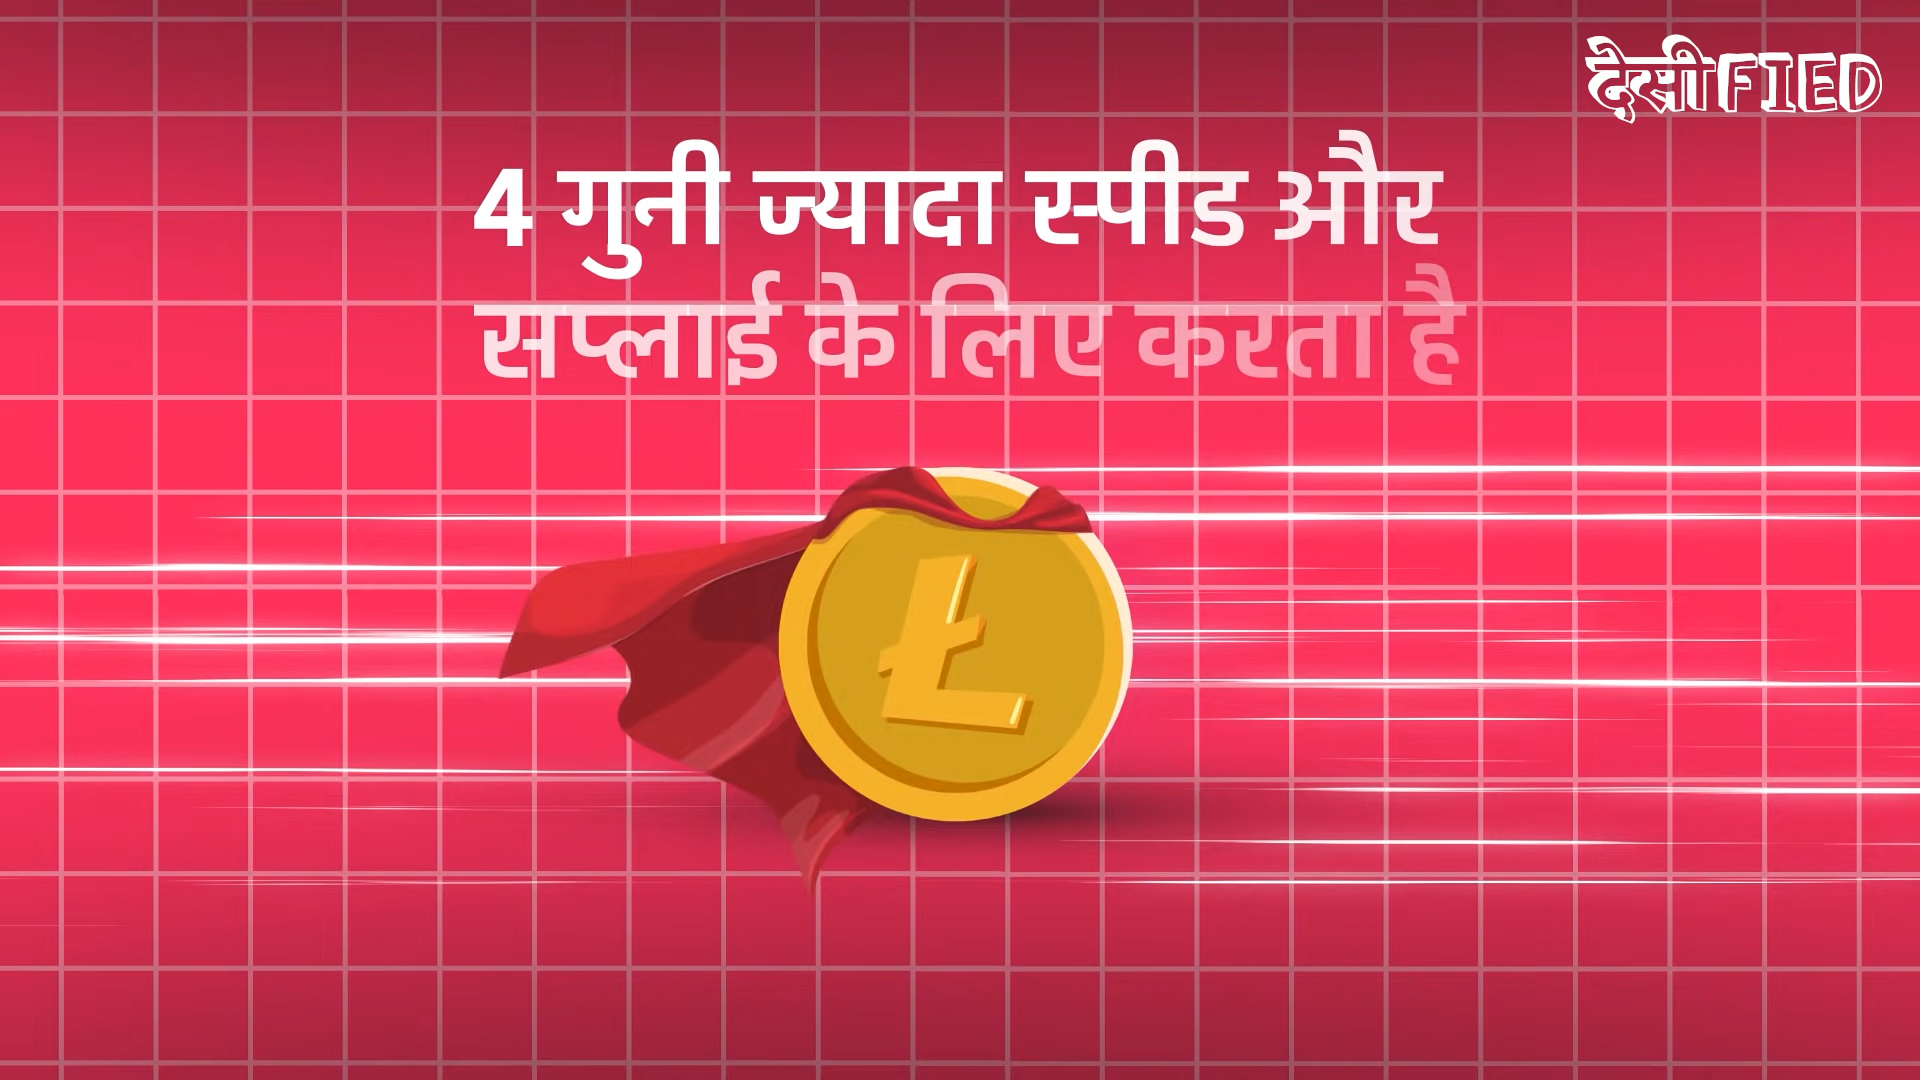 देसीFIED
4 गुनी ज्यादा स्पीड और
सप्लाई के लिए करता है
Ł